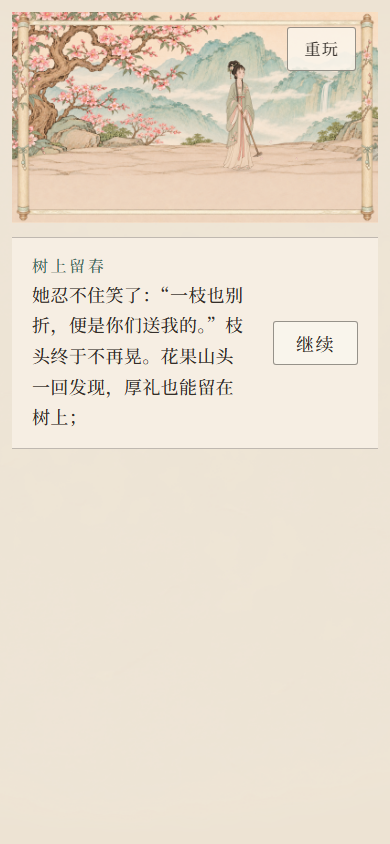 重玩
树上留春
她忍不住笑了：“一枝也别
折，便是你们送我的。”枝
头终于不再晃。花果山头
一回发现，厚礼也能留在
树上；
继续